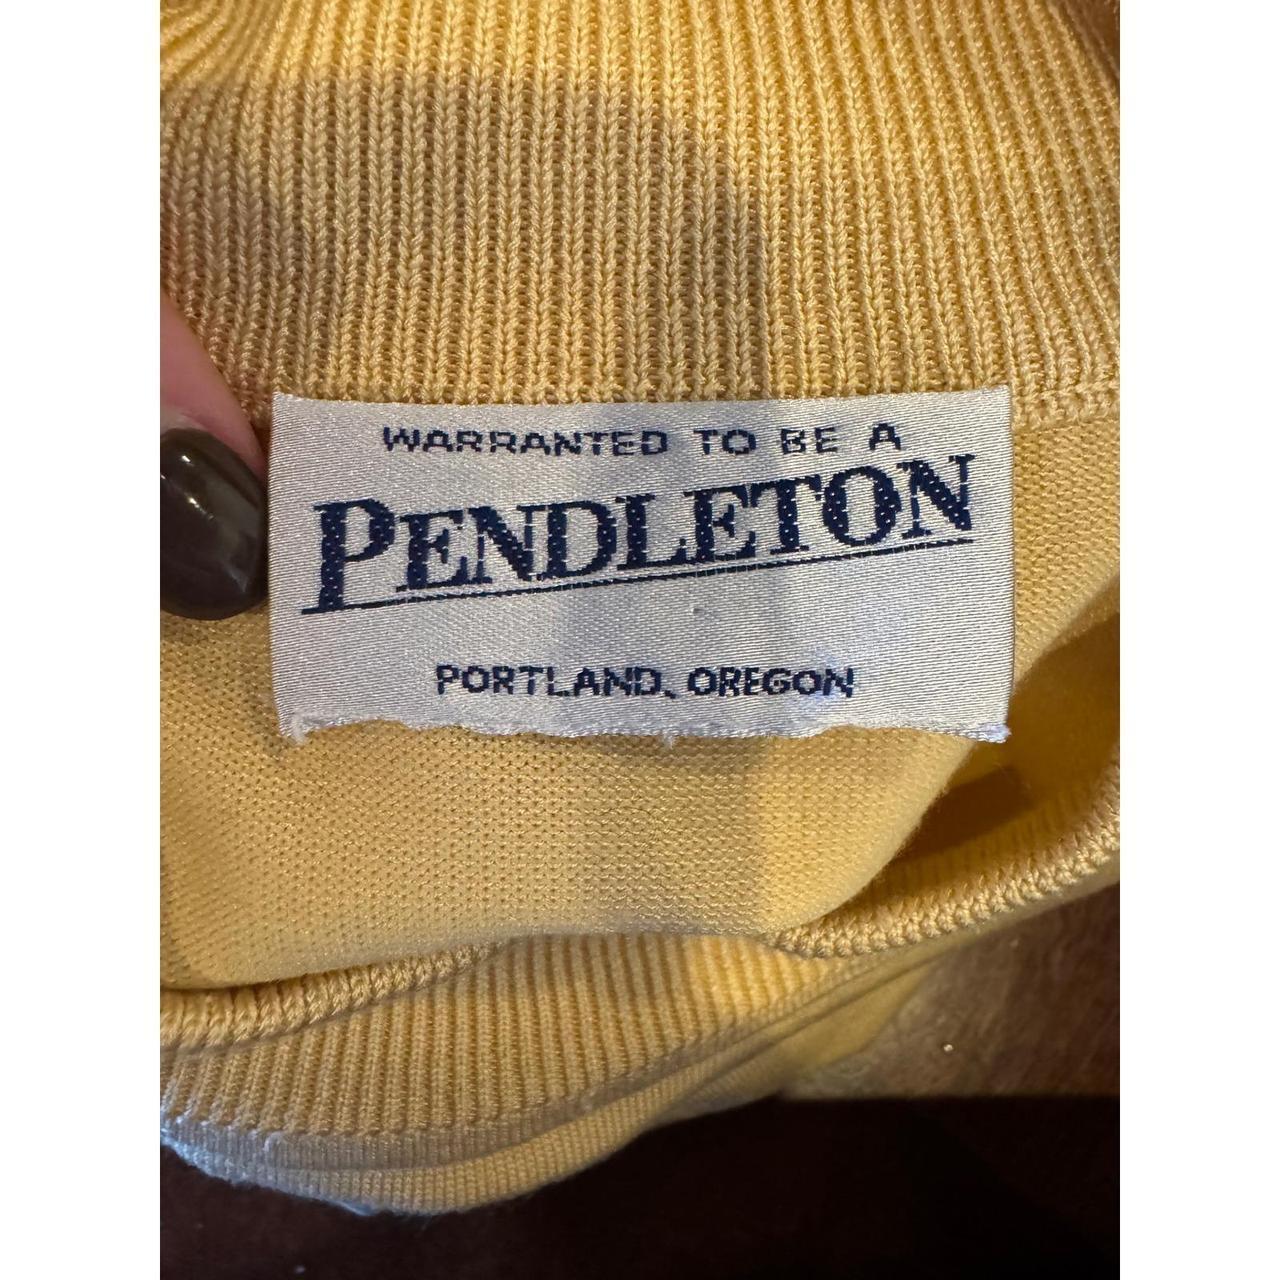 WARRANTED TO BE A
PENDLETON
PORTLAND, OREGON